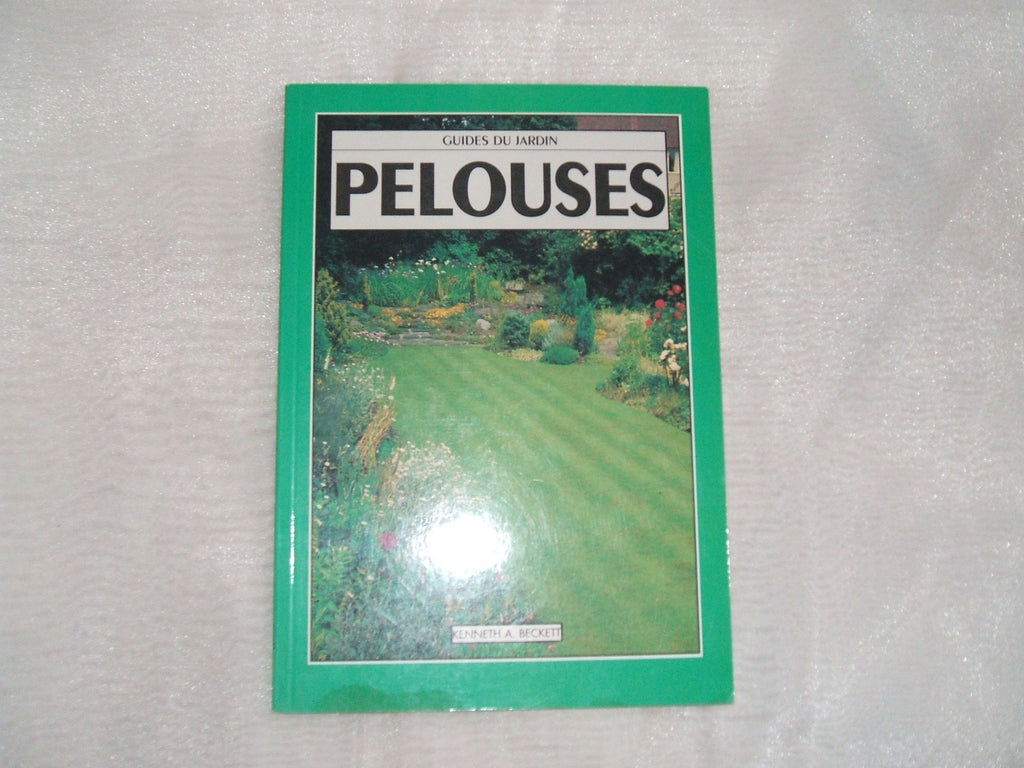 GUIDES DU JARDIN
PELOUSES
KENNETH A. BECKETT